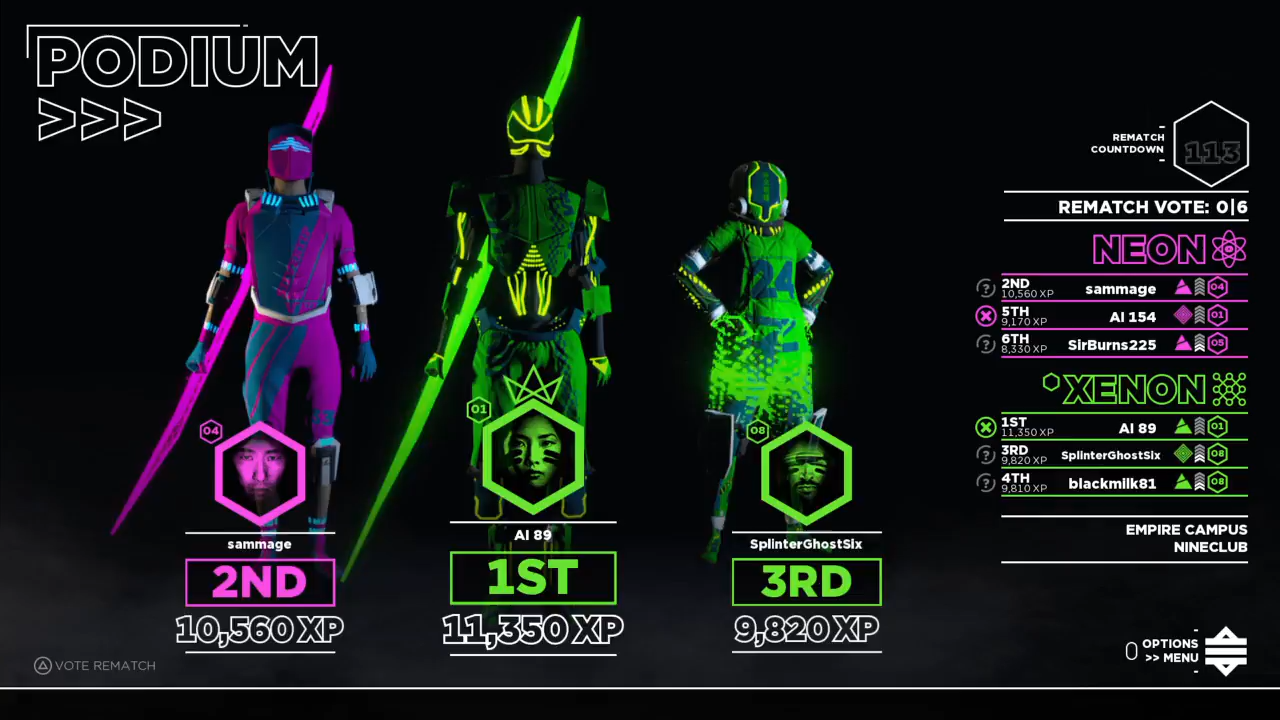 PODIUM
>>>
REMATCH
COUNTDOWN
113
REMATCH VOTE: 0|6
NEON
2ND
10,560 XP
sammage
04
5TH
9,170 XP
AI 154
01
6TH
8,330 XP
SirBurns225
05
XENON
1ST
11,350 XP
AI 89
01
3RD
9,820 XP
SplinterGhostSix
08
4TH
9,810 XP
blackmilk81
08
EMPIRE CAMPUS
NINECLUB
24
04
sammage
2ND
10,560 XP
01
AI 89
1ST
11,350 XP
08
SplinterGhostSix
3RD
9,820 XP
VOTE REMATCH
OPTIONS
>> MENU